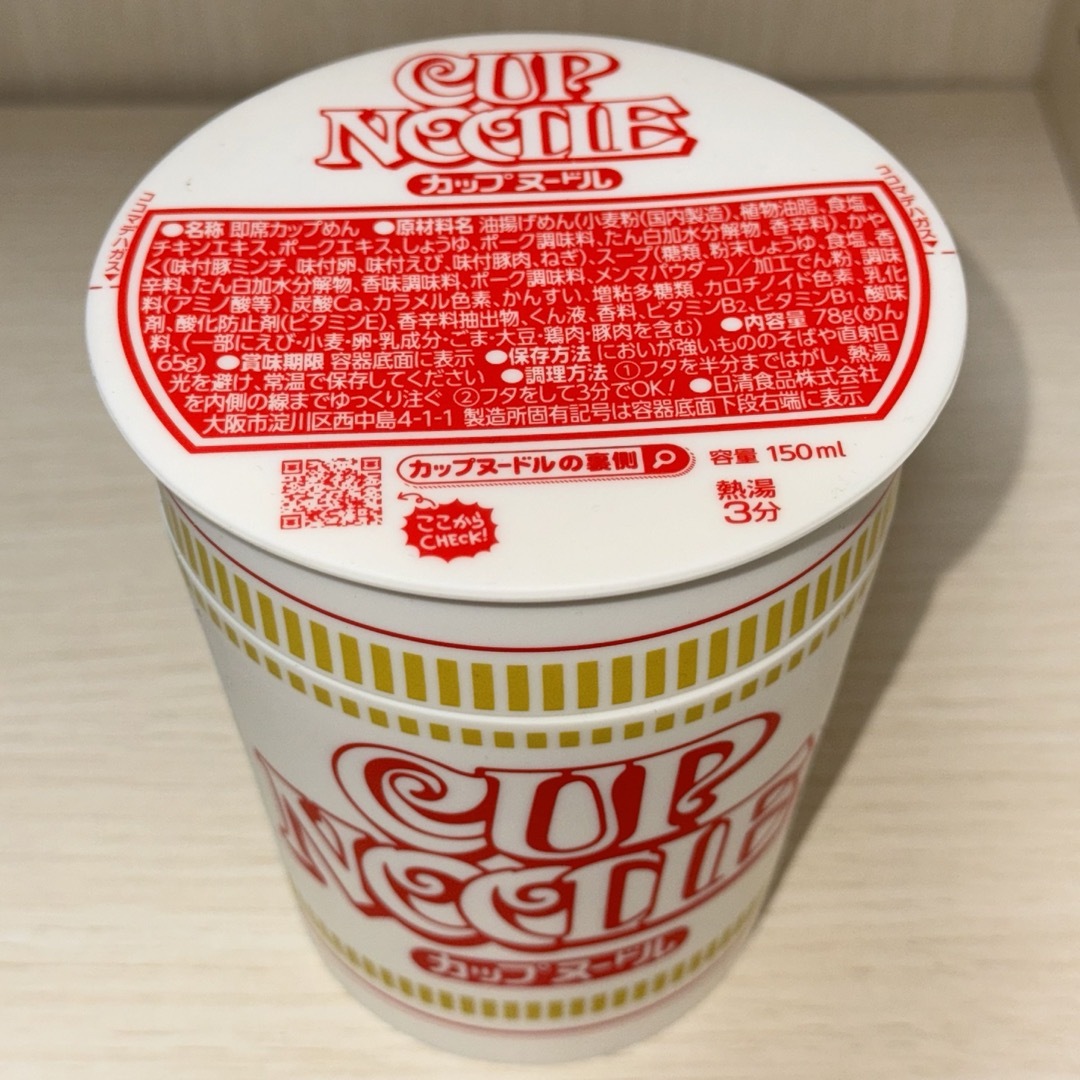 CUP
NOODLE
カップヌードル
ココマデハガス
ココカラハガス
●名称 即席カップめん ●原材料名 油揚げめん(小麦粉(国内製造)、植物油脂、食塩、
チキンエキス、ポークエキス、しょうゆ、ポーク調味料、たん白加水分解物、香辛料)、かや
く(味付豚ミンチ、味付卵、味付えび、味付豚肉、ねぎ)、スープ(糖類、粉末しょうゆ、食塩、香
辛料、たん白加水分解物、香味調味料、ポーク調味料、メンマパウダー)/加工でん粉、調味
料(アミノ酸等)、炭酸Ca、カラメル色素、かんすい、増粘多糖類、カロチノイド色素、乳化
剤、酸化防止剤(ビタミンE)、香辛料抽出物、くん液、香料、ビタミンB2、ビタミンB1、酸味
料、(一部にえび・小麦・卵・乳成分・ごま・大豆・鶏肉・豚肉を含む) ●内容量 78g(めん
65g) ●賞味期限 容器底面に表示 ●保存方法 においが強いもののそばや直射日
光を避け、常温で保存してください ●調理方法 ①フタを半分まではがし、熱湯
を内側の線までゆっくり注ぐ ②フタをして3分でOK! ●日清食品株式会社
大阪市淀川区西中島4-1-1 製造所固有記号は容器底面下段右端に表示
カップヌードルの裏側
容量 150ml
ここから
CHECK!
熱湯
3分
CUP
NOODLE
カップヌードル